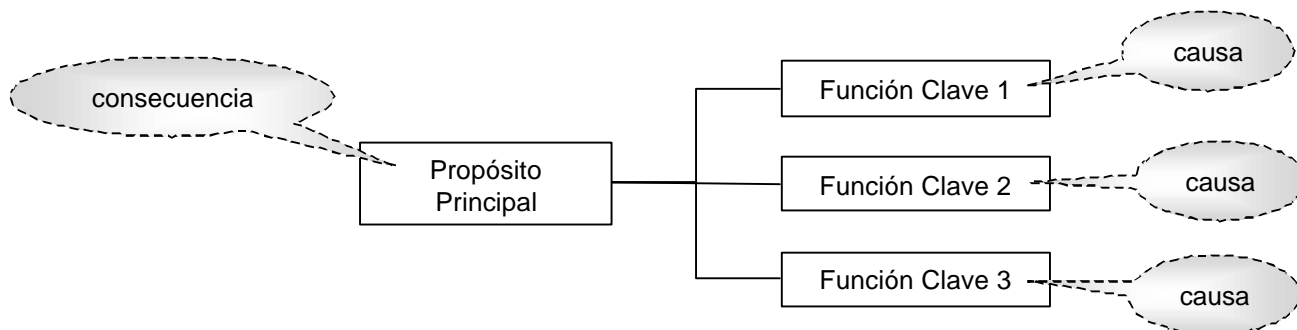 causa
Función Clave 1
consecuencia
Propósito
Principal
Función Clave 2
causa
Función Clave 3
causa